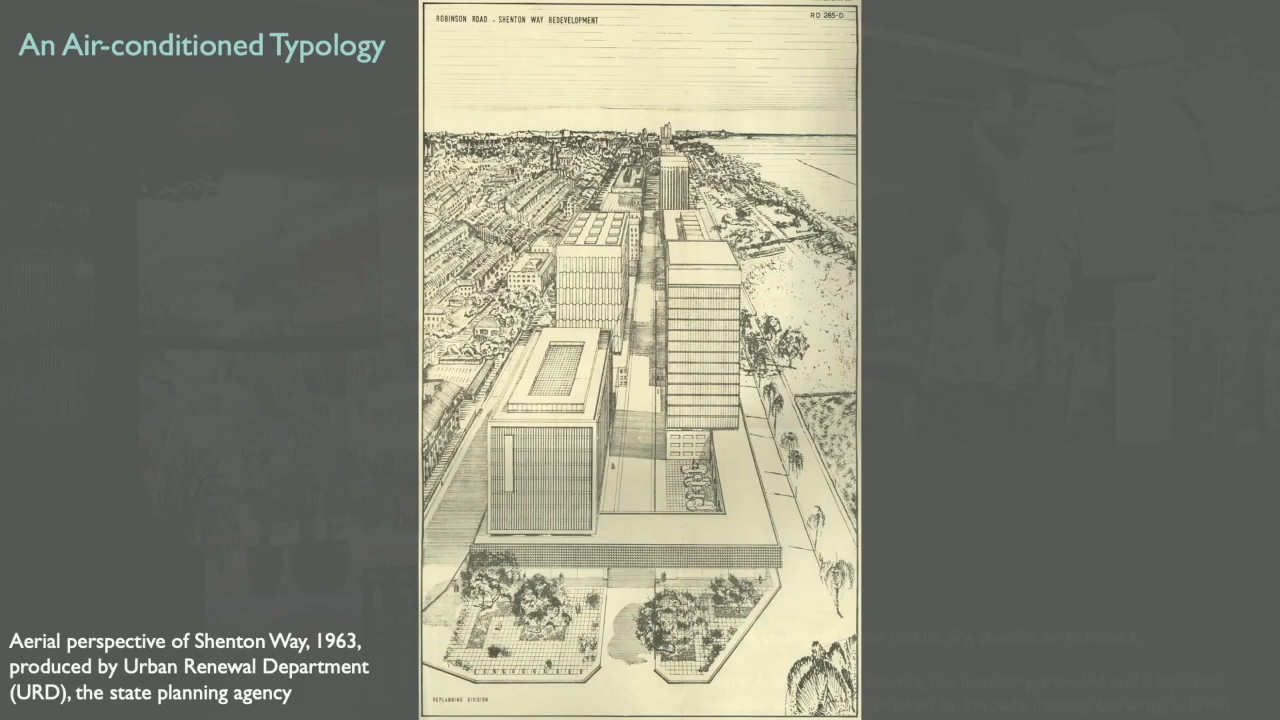 An Air-conditioned Typology
ROBINSON ROAD - SHENTON WAY REDEVELOPMENT
RD 285-D
Aerial perspective of Shenton Way, 1963,
produced by Urban Renewal Department
(URD), the state planning agency
REPLANNING DIVISION